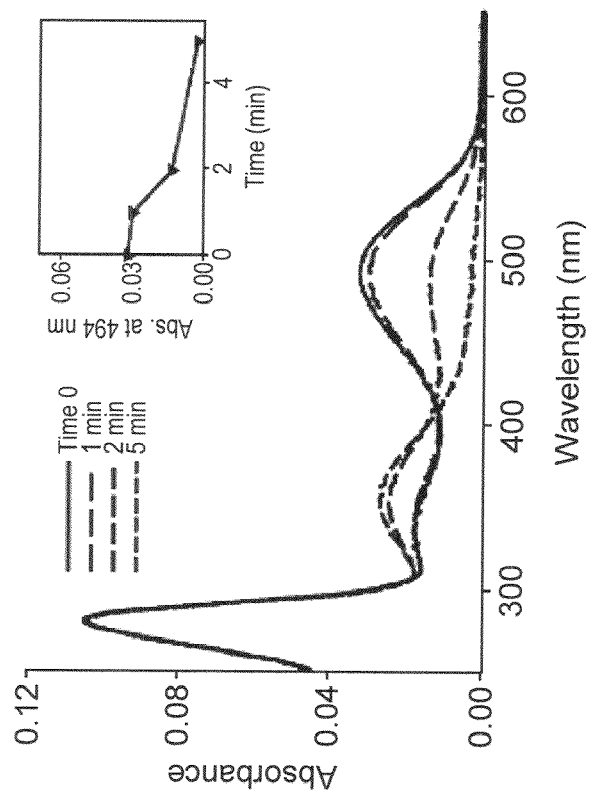 0.12
0.08
0.04
0.00
Absorbance
300
400
500
600
Wavelength (nm)
Time 0
1 min
2 min
5 min
0.06
0.03
0.00
Abs. at 494 nm
0
2
4
Time (min)